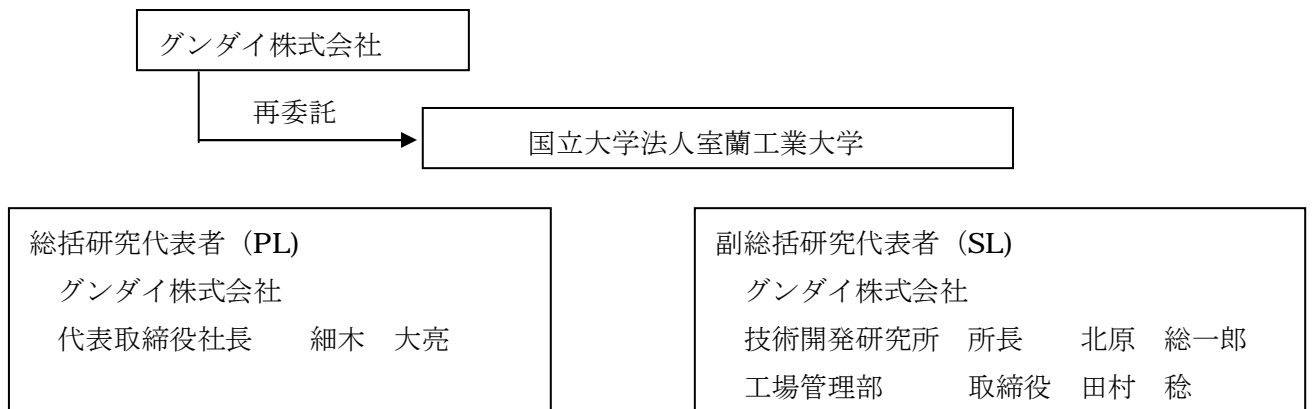 グンダイ株式会社
再委託
国立大学法人室蘭工業大学
総括研究代表者（PL)
グンダイ株式会社
代表取締役社長　　細木　大亮
副総括研究代表者（SL)
グンダイ株式会社
技術開発研究所　所長　　北原　総一郎
工場管理部　　　取締役　田村　稔